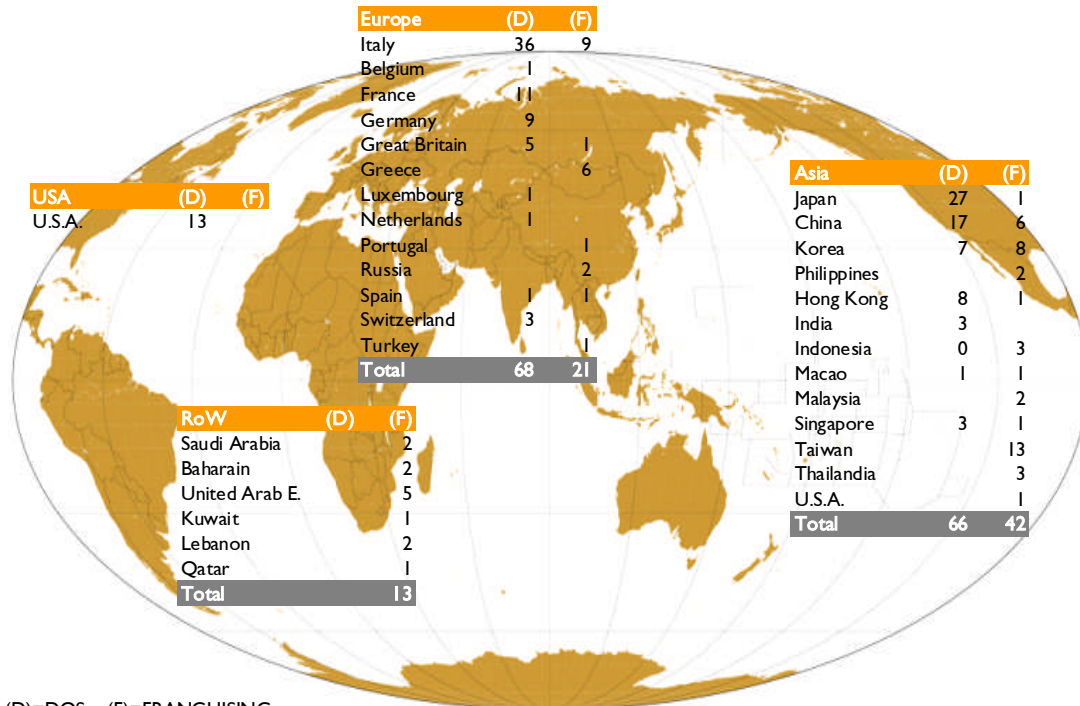 Europe (D) (F)
Italy 36 9
Belgium 1
France 11
Germany 9
Great Britain 5 1
Greece 6
Luxembourg 1
Netherlands 1
Portugal 1
Russia 2
Spain 1 1
Switzerland 3
Turkey 1
Total 68 21
USA (D) (F)
U.S.A. 13
Asia (D) (F)
Japan 27 1
China 17 6
Korea 7 8
Philippines 2
Hong Kong 8 1
India 3
Indonesia 0 3
Macao 1 1
Malaysia 2
Singapore 3 1
Taiwan 13
Thailandia 3
U.S.A. 1
Total 66 42
RoW (D) (F)
Saudi Arabia 2
Baharain 2
United Arab E. 5
Kuwait 1
Lebanon 2
Qatar 1
Total 13
(D)=DOS (F)=FRANCHISING